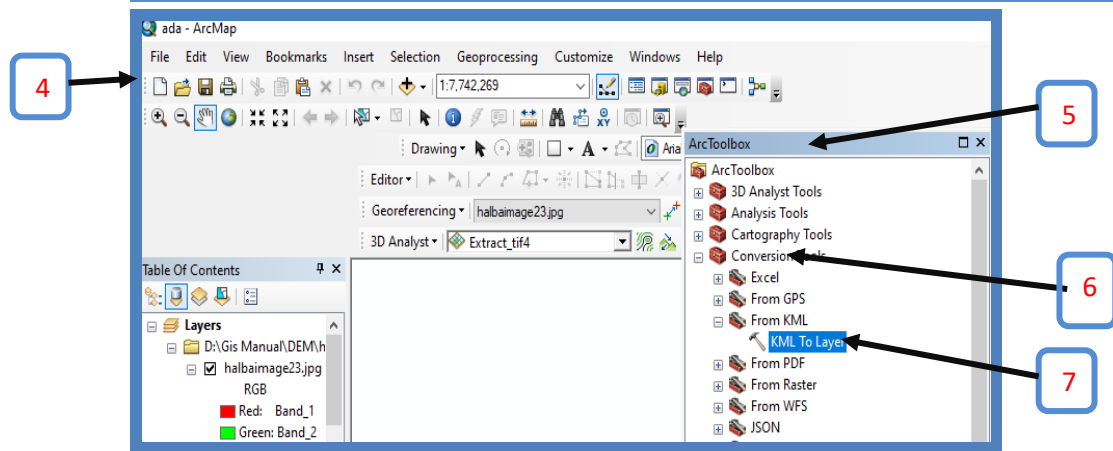 ada - ArcMap
File Edit View Bookmarks Insert Selection Geoprocessing Customize Windows Help
4
1:7,742,269
5
Drawing A Aria
ArcToolbox
Editor
ArcToolbox
3D Analyst Tools
Georeferencing halbaimage23.jpg
Analysis Tools
Cartography Tools
3D Analyst Extract_tif4
Conversion Tools
6
Table Of Contents
Excel
From GPS
Layers
From KML
D:\Gis Manual\DEM\h
KML To Layer
halbaimage23.jpg
From PDF
7
RGB
From Raster
Red: Band_1
From WFS
Green: Band_2
JSON